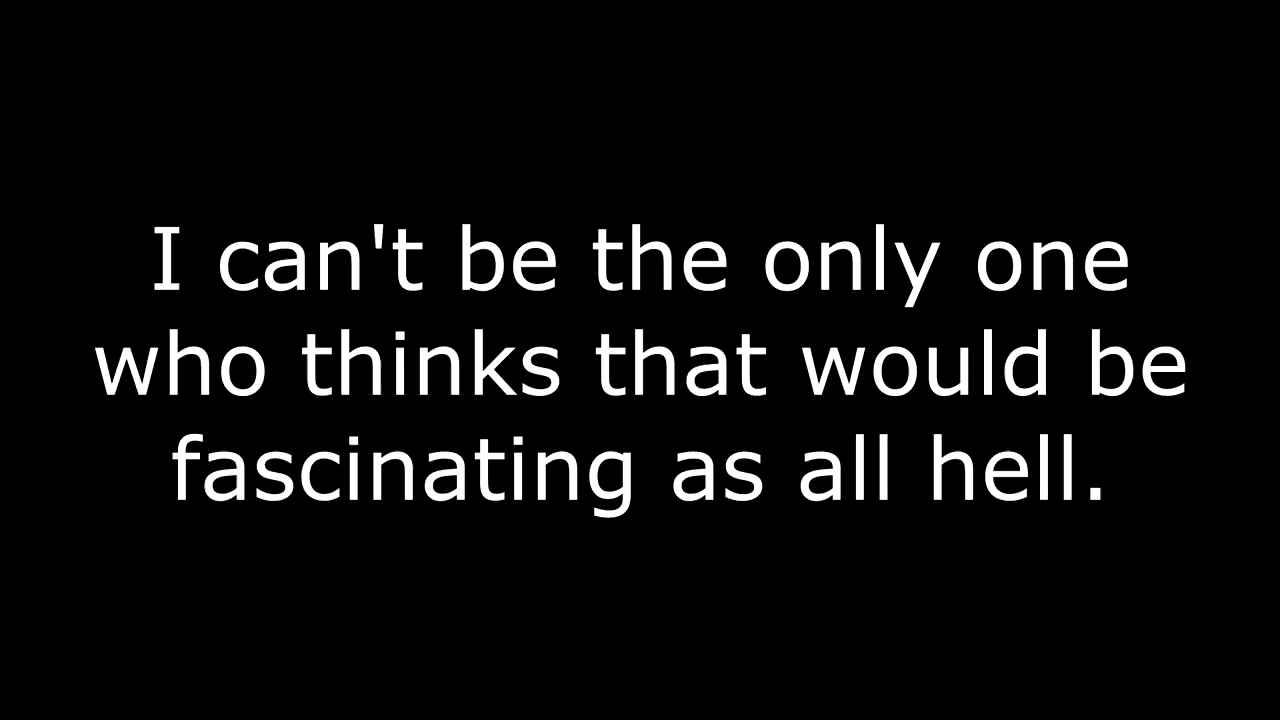 I can't be the only one
who thinks that would be
fascinating as all hell.